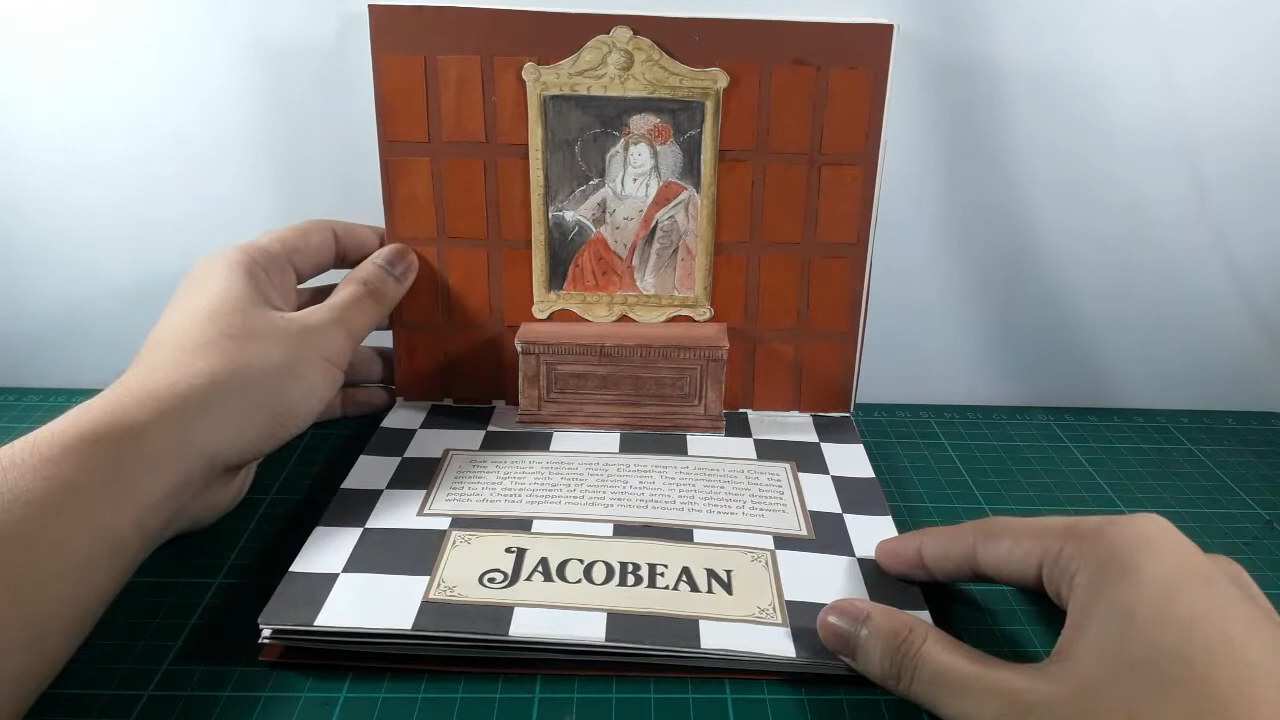 Oak was still the timber used during the reigns of James I and Charles
I. The furniture retained many Elizabethan characteristics but the
ornament gradually became less prominent. The ornamentation became
smaller, lighter with flatter carving, and Carpets were now being
introduced. The changing of women's fashion, in particular their dresses,
led to the development of chairs without arms, and upholstery became
popular. Chests disappeared and were replaced with chests of drawers,
which often had applied mouldings mitred around the drawer front.
JACOBEAN